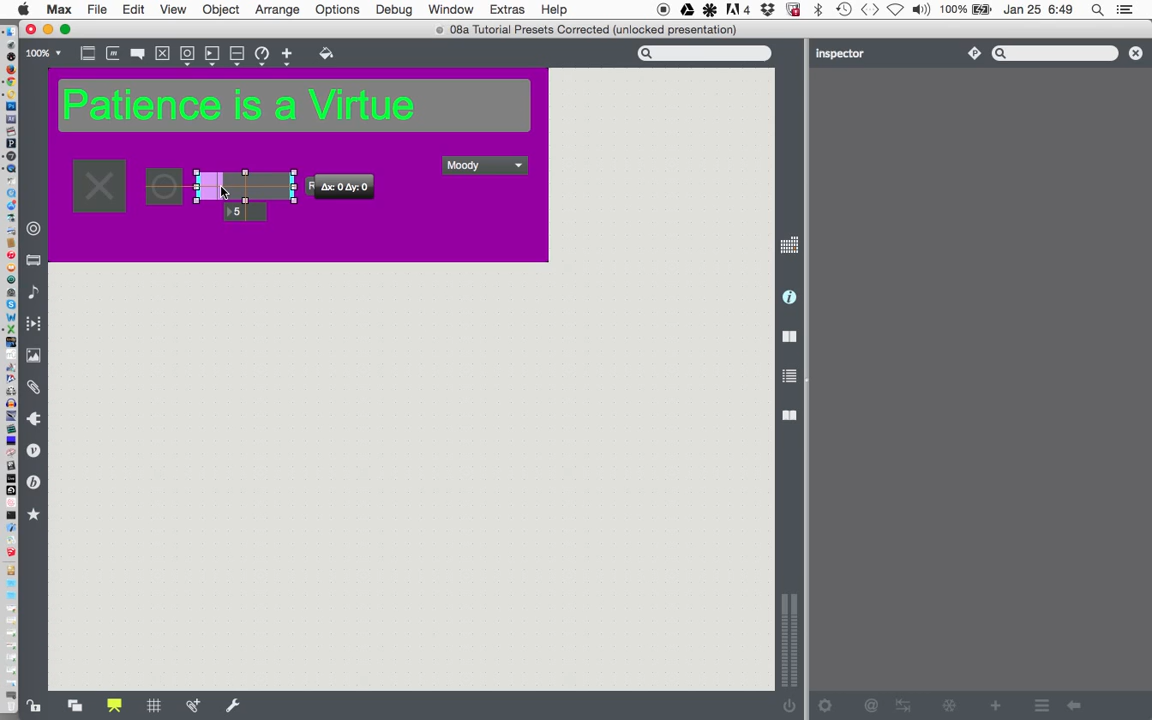 Max File Edit View Object Arrange Options Debug Window Extras Help 4 100% Jan 25 6:49
08a Tutorial Presets Corrected (unlocked presentation)
100%
inspector
Patience is a Virtue
Moody
R
Δx: 0 Δy: 0
5